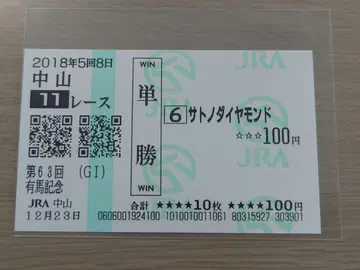 2018年5回8日
中山
11レース
第63回 (GI)
有馬記念
JRA 中山
12月23日
WIN
単勝
WIN
6 サトノダイヤモンド
☆☆☆100円
合計 ★★★★10枚 ★★★★100円
0606001924100 1010010011061 80315927 303901
JRA
JRA